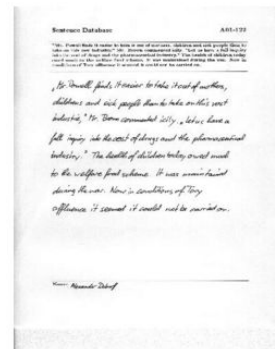 Sentence Database A01-122
"Mr. Powell finds it easier to take it out of mothers, children and sick people than to
take on this vast industry," Mr. Brown commented icily. "Let us have a full inquiry
into the cost of drugs and the pharmaceutical industry." The health of children today
owed much to the welfare food scheme. It was maintained during the war. Now in
conditions of Tory affluence it seemed it could not be carried on.
„Mr. Powell finds it easier to take it out of mothers,
children and sick people than to take on this vast
industry," Mr. Brown commented icily. „Let us have a
full inquiry into the cost of drugs and the pharmaceutical
industry." The health of children today owed much
to the welfare food scheme. It was maintained
during the war. Now in conditions of Tory
affluence it seemed it could not be carried on.
Name: Alexander